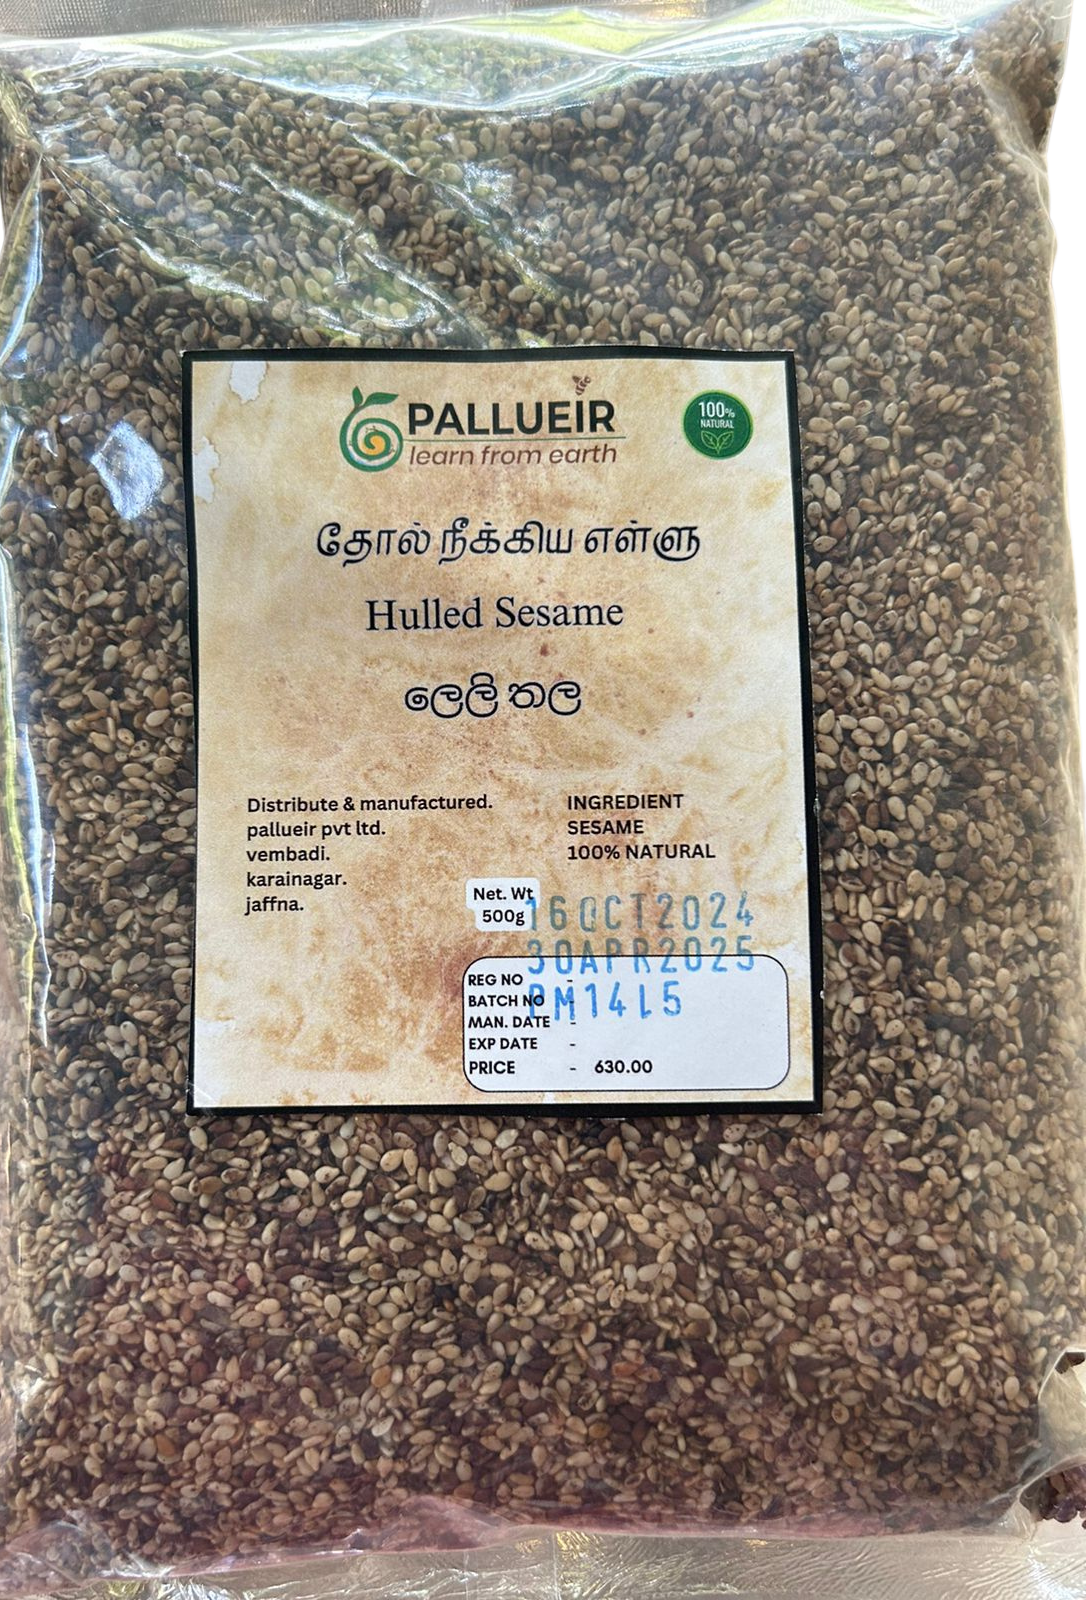 PALLUEIR
learn from earth
100%
NATURAL
தோல் நீக்கிய எள்ளு
Hulled Sesame
ලෙලි තල
Distribute & manufactured.
pallueir pvt ltd.
vembadi.
karainagar.
jaffna.
INGREDIENT
SESAME
100% NATURAL
Net. Wt
500g
16OCT2024
30APR2025
PM14L5
REG NO -
BATCH NO -
MAN. DATE -
EXP DATE -
PRICE - 630.00